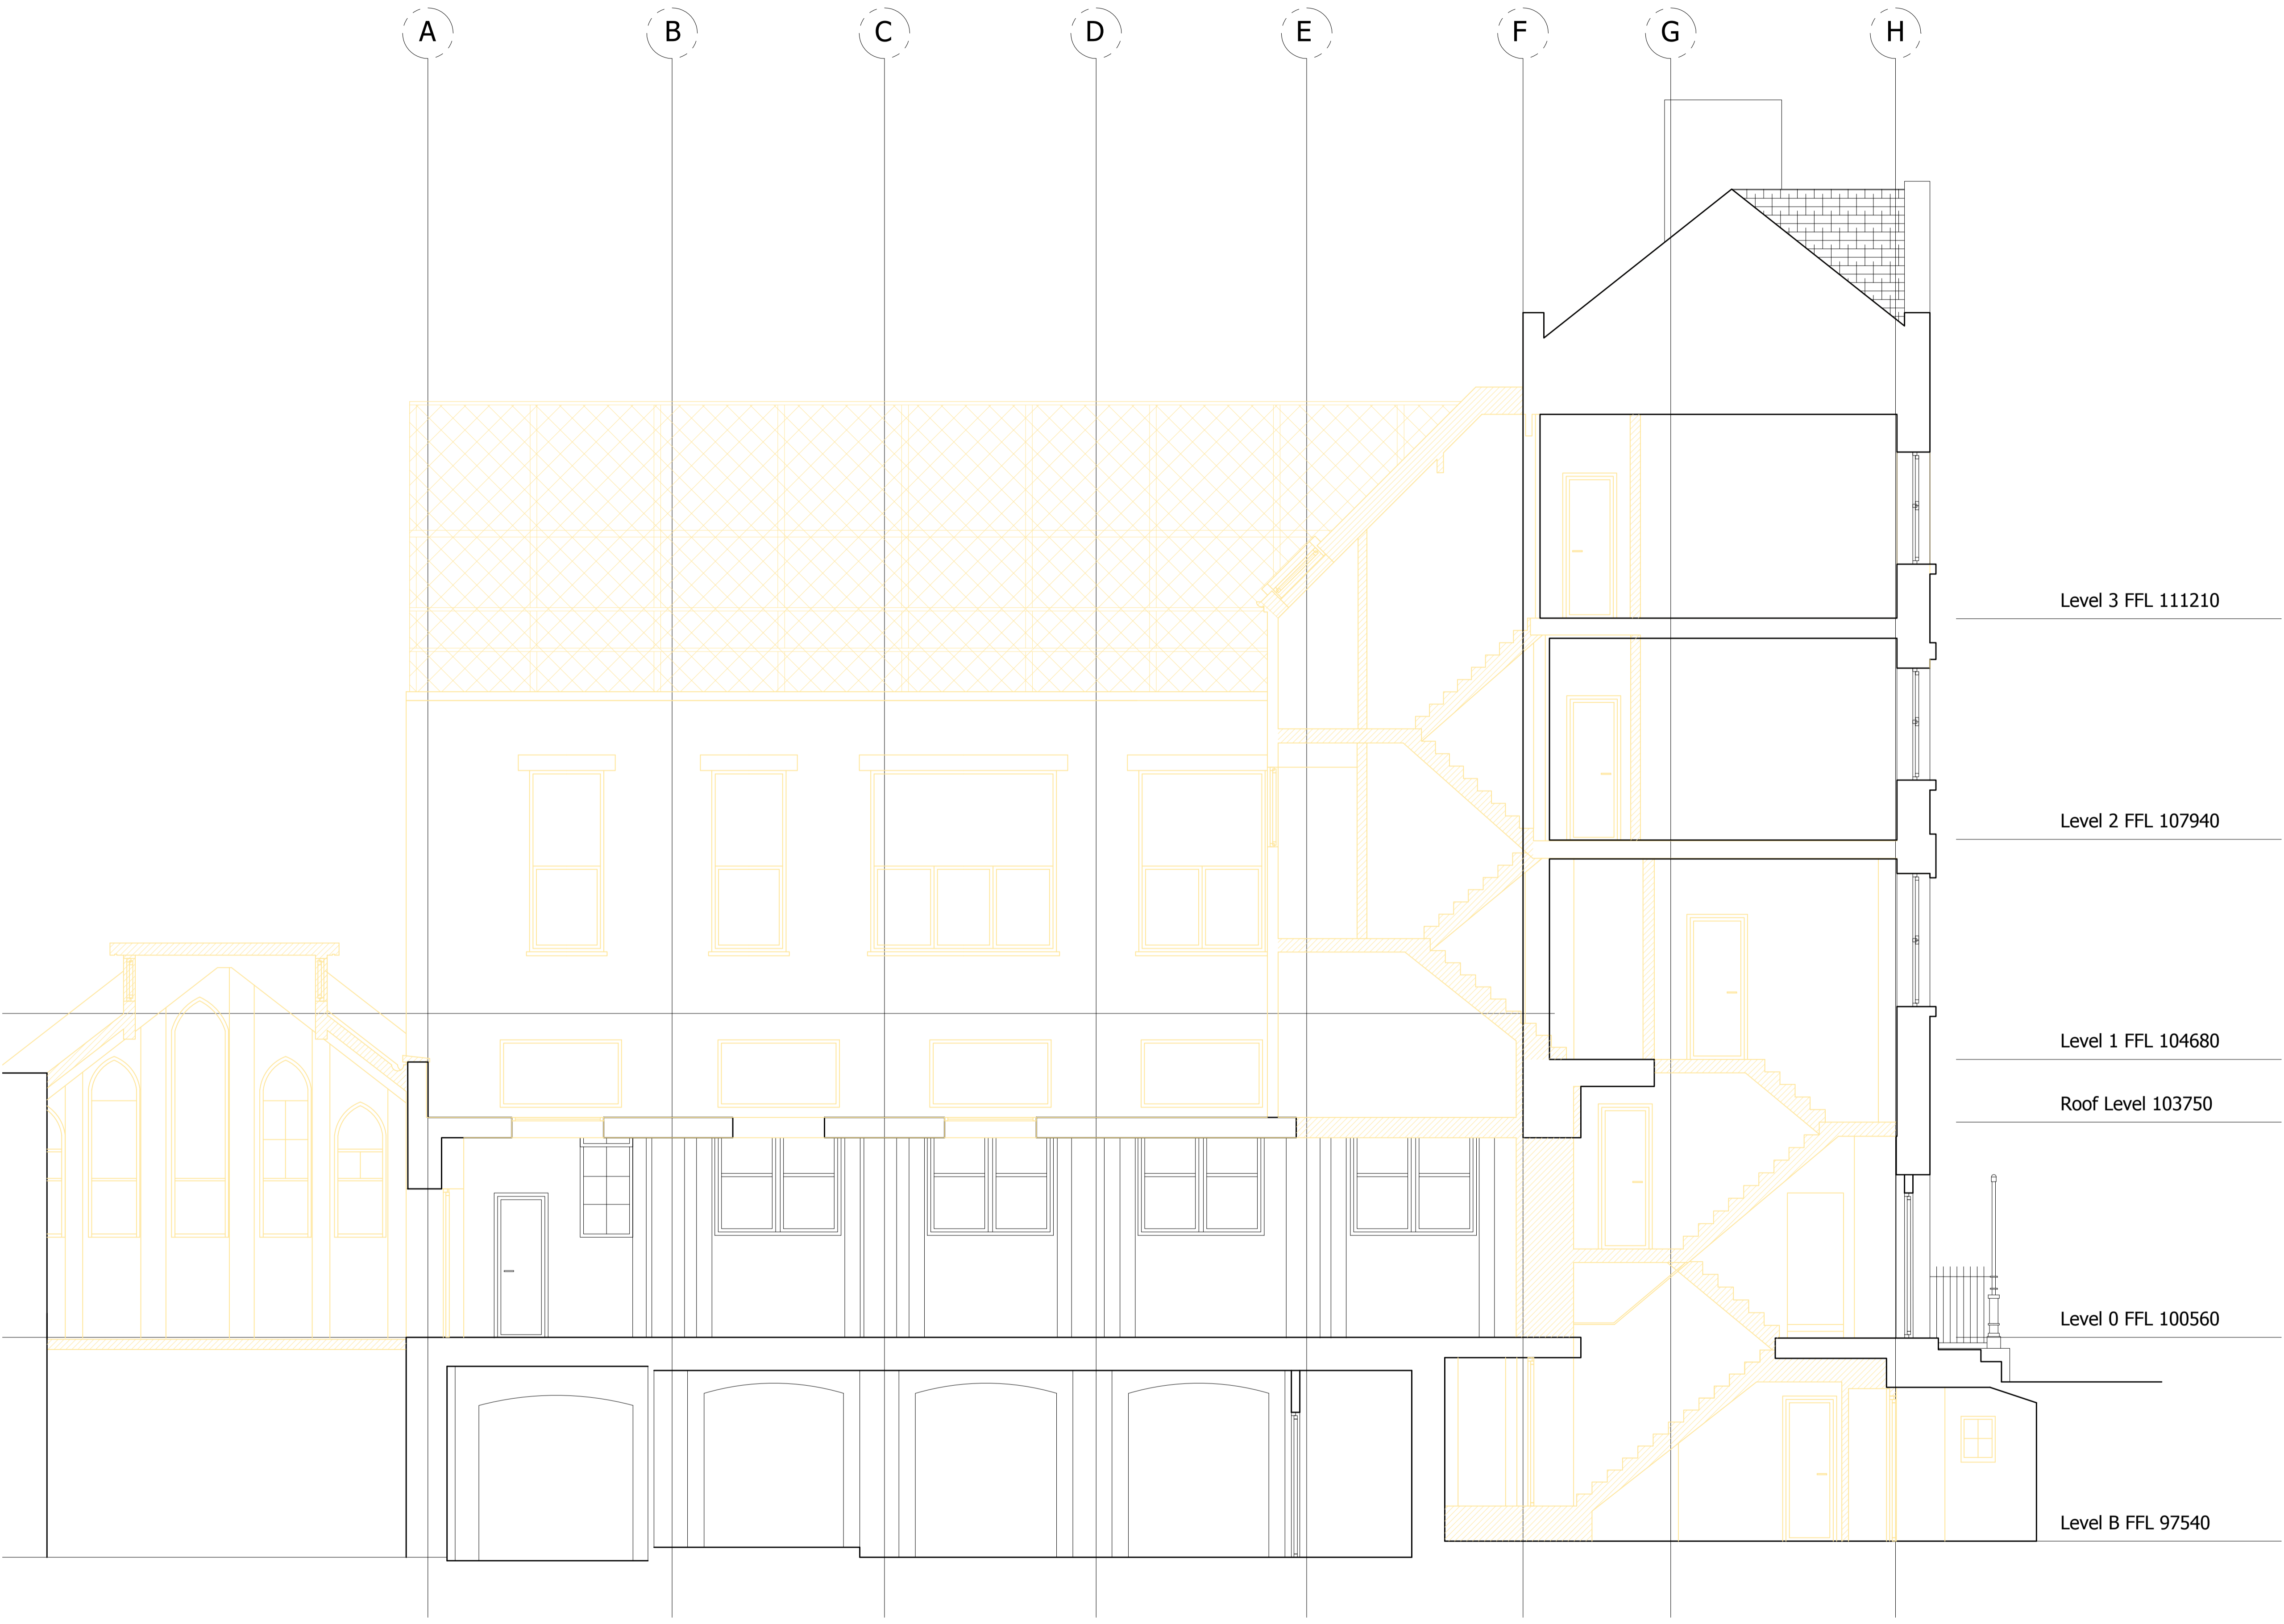 A B C D E F G H
Level 3 FFL 111210
Level 2 FFL 107940
Level 1 FFL 104680
Roof Level 103750
Level 0 FFL 100560
Level B FFL 97540